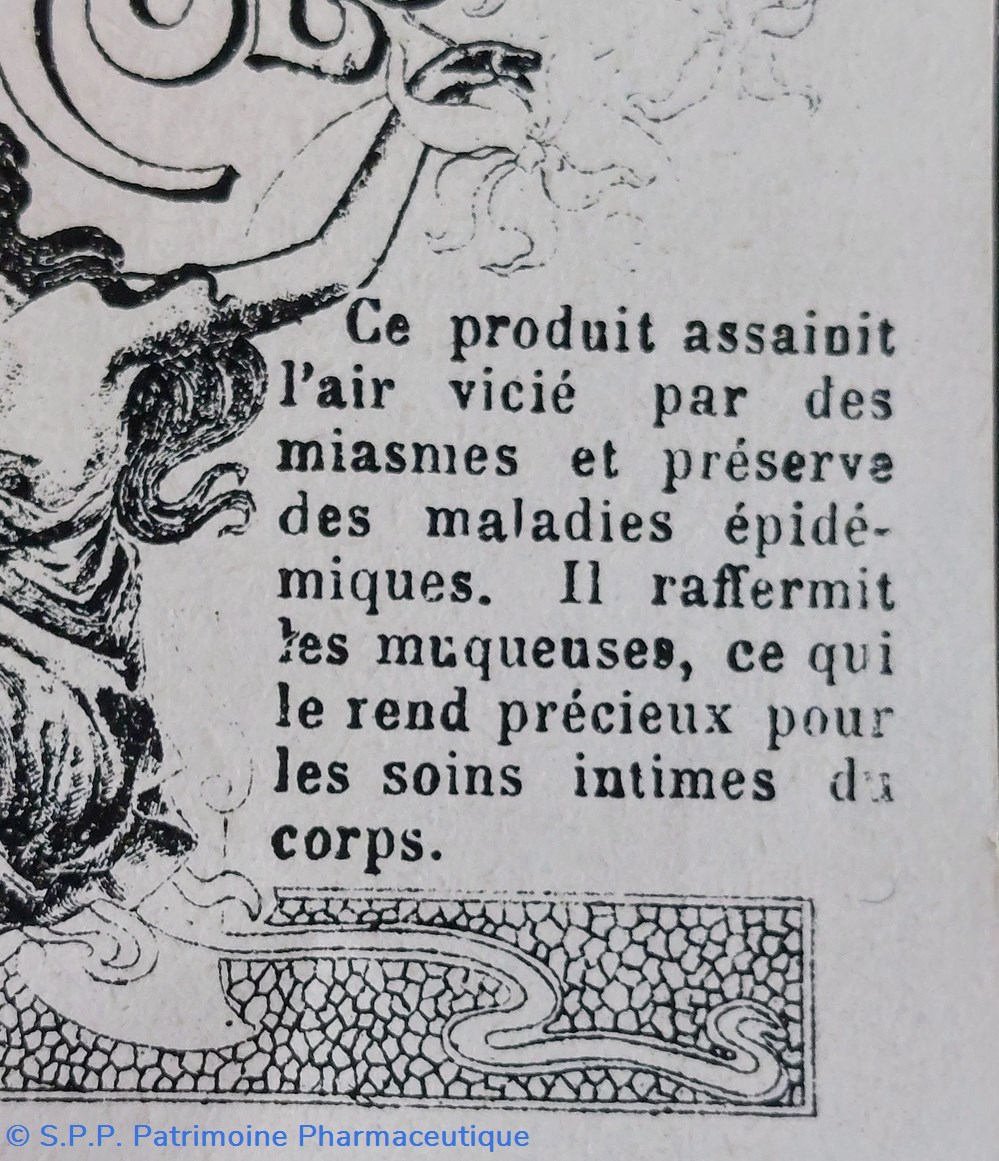 Ce produit assainit
l'air vicié par des
miasmes et préserve
des maladies épidé-
miques. Il raffermit
les muqueuses, ce qui
le rend précieux pour
les soins intimes du
corps.
© S.P.P. Patrimoine Pharmaceutique